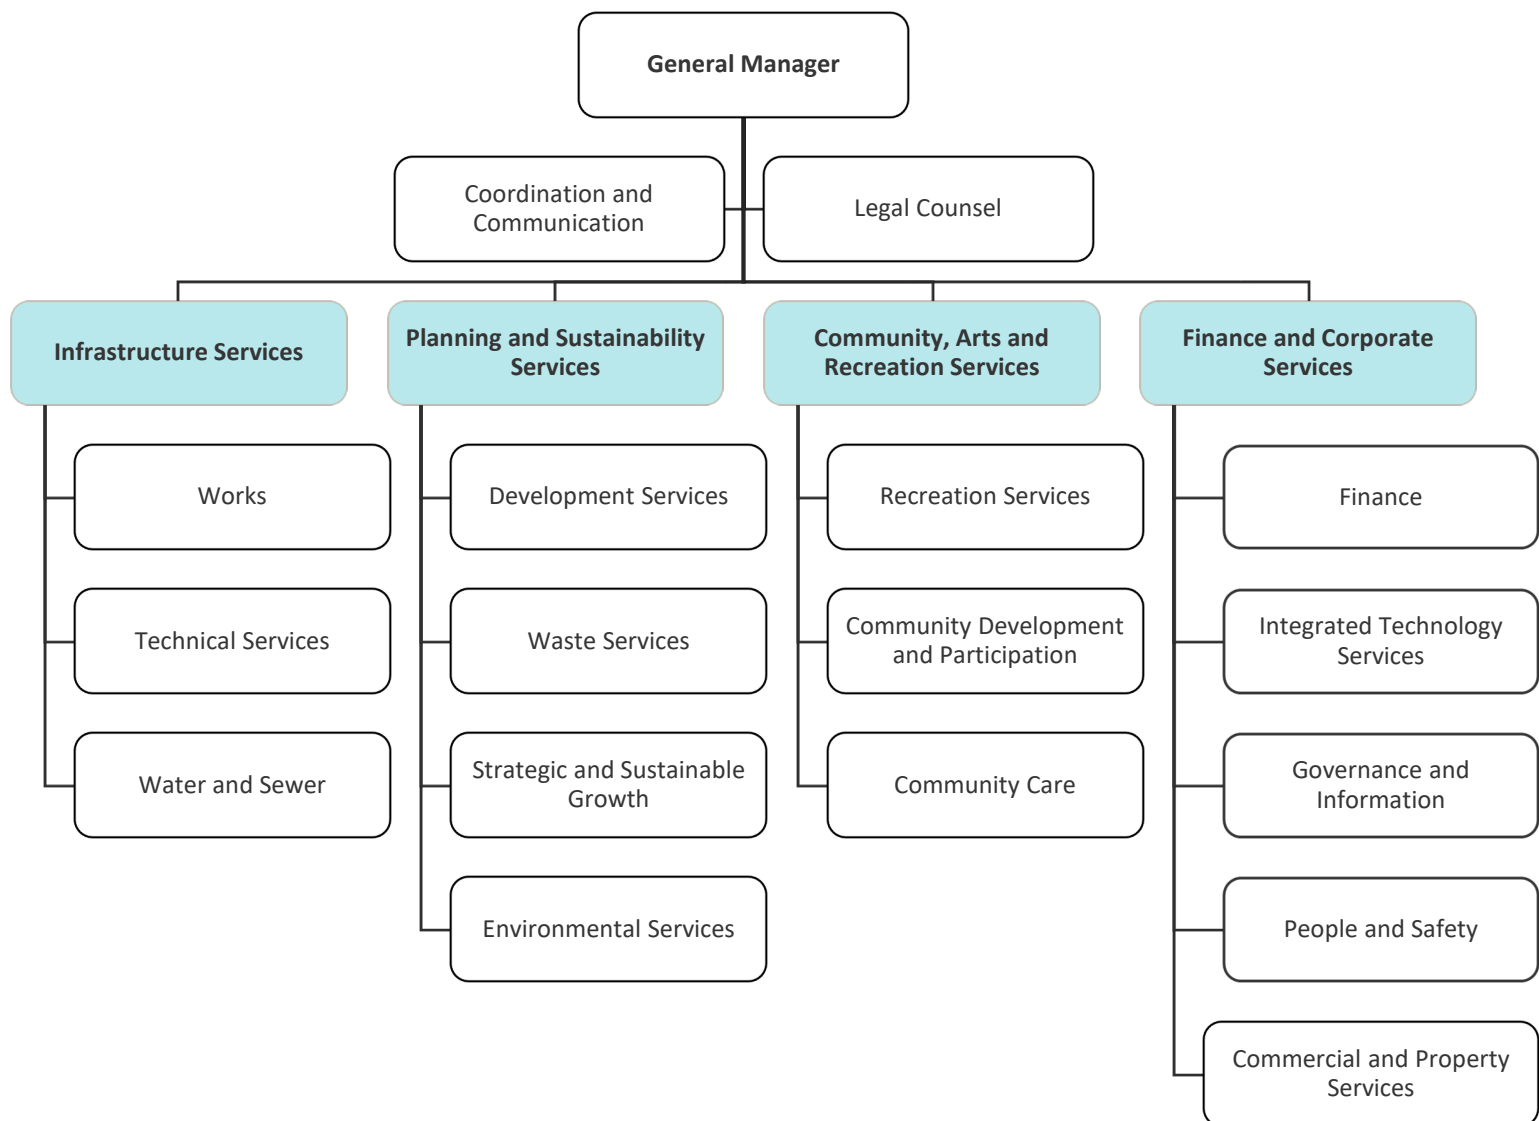 General Manager
Coordination and
Communication
Legal Counsel
Infrastructure Services
Planning and Sustainability
Services
Community, Arts and
Recreation Services
Finance and Corporate
Services
Works
Technical Services
Water and Sewer
Development Services
Waste Services
Strategic and Sustainable
Growth
Environmental Services
Recreation Services
Community Development
and Participation
Community Care
Finance
Integrated Technology
Services
Governance and
Information
People and Safety
Commercial and Property
Services